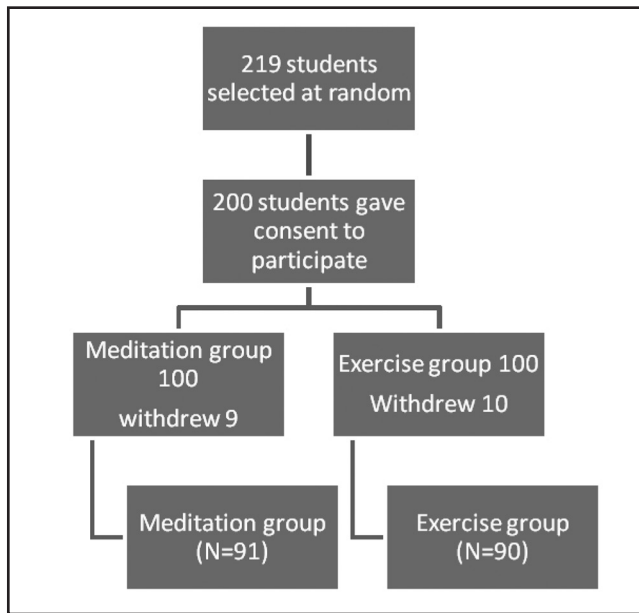 219 students
selected at random
200 students gave
consent to
participate
Meditation group
100
withdrew 9
Exercise group 100
Withdrew 10
Meditation group
(N=91)
Exercise group
(N=90)